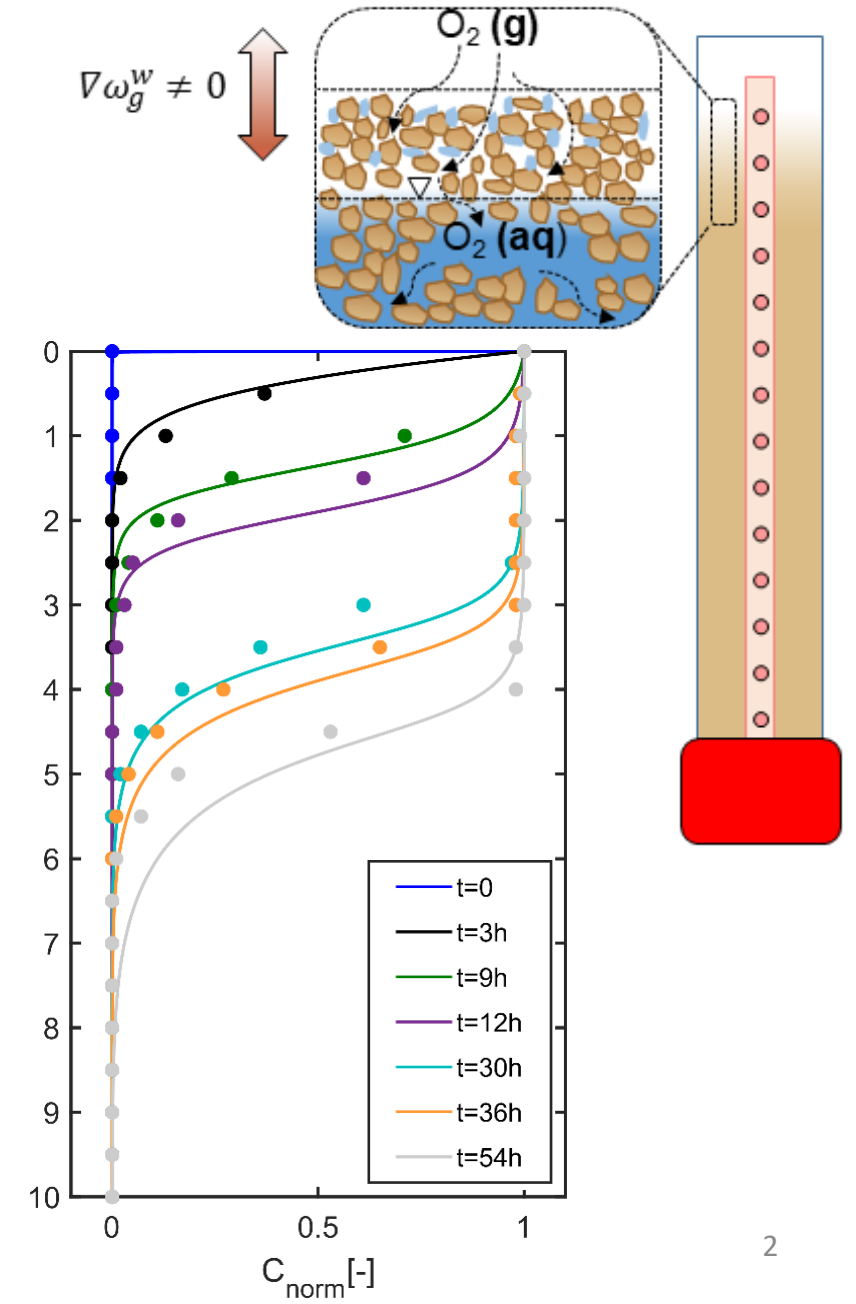 O₂ (g)
∇ω_g^w ≠ 0
O₂ (aq)
0
1
2
3
4
5
6
7
8
9
10
t=0
t=3h
t=9h
t=12h
t=30h
t=36h
t=54h
0 0.5 1
C_norm[-]
2